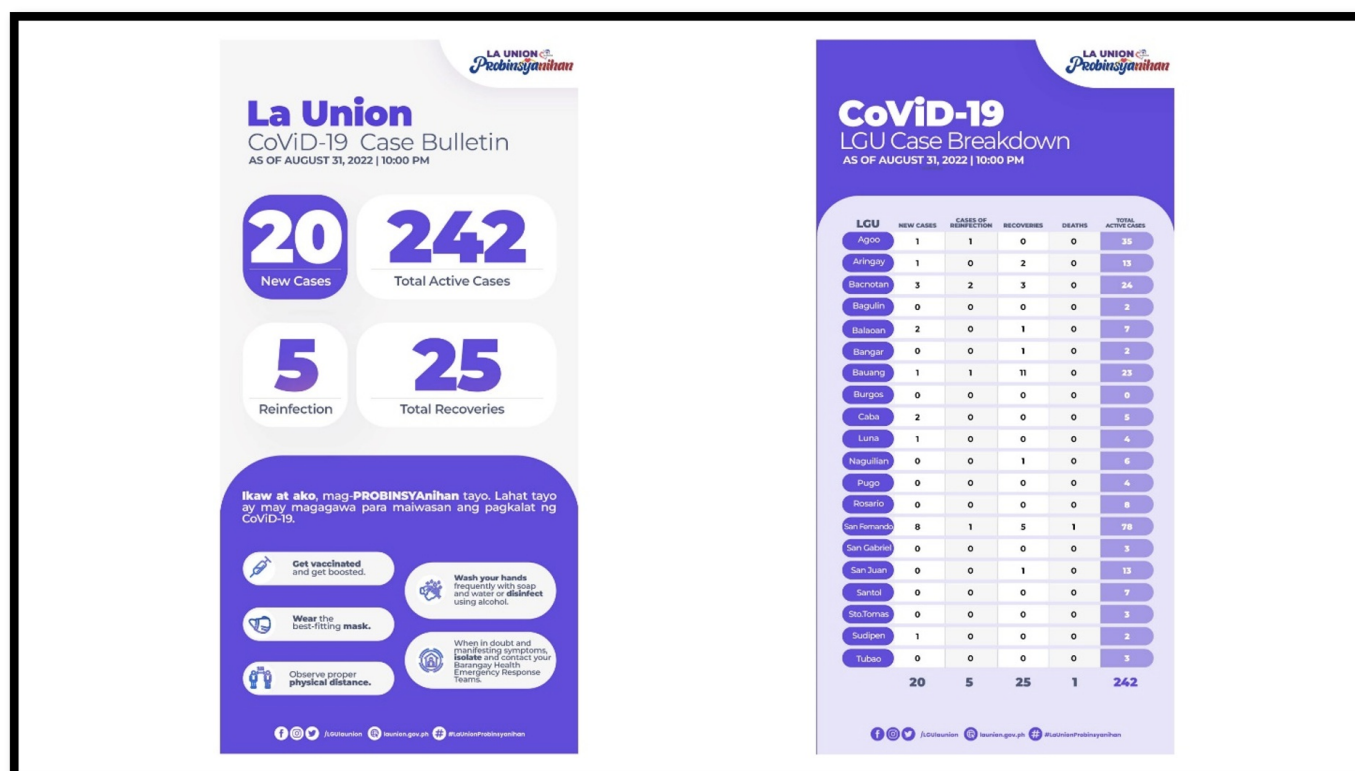 LA UNION
Probinsyanihan
La Union
CoViD-19 Case Bulletin
AS OF AUGUST 31, 2022 | 10:00 PM
20
New Cases
242
Total Active Cases
5
Reinfection
25
Total Recoveries
Ikaw at ako, mag-PROBINSYAnihan tayo. Lahat tayo
ay may magagawa para maiwasan ang pagkalat ng
CoViD-19.
Get vaccinated
and get boosted.
Wear the
best-fitting mask.
Observe proper
physical distance.
Wash your hands
frequently with soap
and water or disinfect
using alcohol.
When in doubt and
manifesting symptoms,
isolate and contact your
Barangay Health
Emergency Response
Teams.
/LGUlaunion launion.gov.ph #LaUnionProbinsyanihan
LA UNION
Probinsyanihan
CoViD-19
LGU Case Breakdown
AS OF AUGUST 31, 2022 | 10:00 PM
LGU NEW CASES CASES OF REINFECTION RECOVERIES DEATHS TOTAL ACTIVE CASES
Agoo 1 1 0 0 35
Aringay 1 0 2 0 13
Bacnotan 3 2 3 0 24
Bagulin 0 0 0 0 2
Balaoan 2 0 1 0 7
Bangar 0 0 1 0 2
Bauang 1 1 11 0 23
Burgos 0 0 0 0 0
Caba 2 0 0 0 5
Luna 1 0 0 0 4
Naguilian 0 0 1 0 6
Pugo 0 0 0 0 4
Rosario 0 0 0 0 8
San Fernando 8 1 5 1 78
San Gabriel 0 0 0 0 3
San Juan 0 0 1 0 13
Santol 0 0 0 0 7
Sto.Tomas 0 0 0 0 3
Sudipen 1 0 0 0 2
Tubao 0 0 0 0 3
20 5 25 1 242
/LGUlaunion launion.gov.ph #LaUnionProbinsyanihan